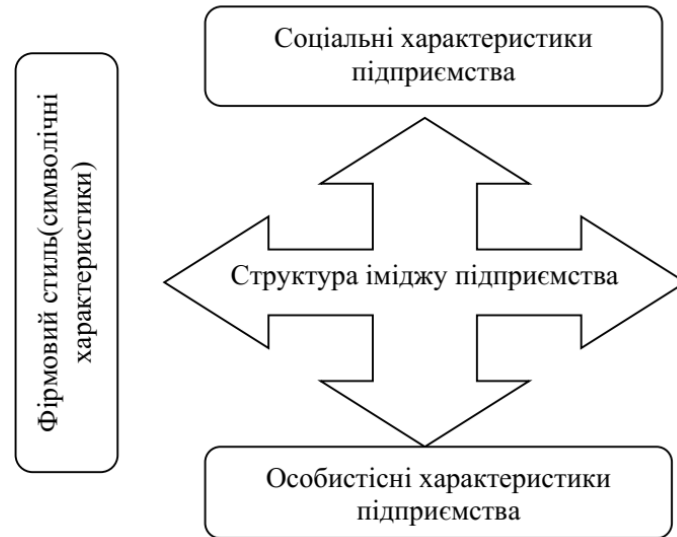 Соціальні характеристики
підприємства
Фірмовий стиль(символічні
характеристики)
Структура іміджу підприємства
Особистісні характеристики
підприємства